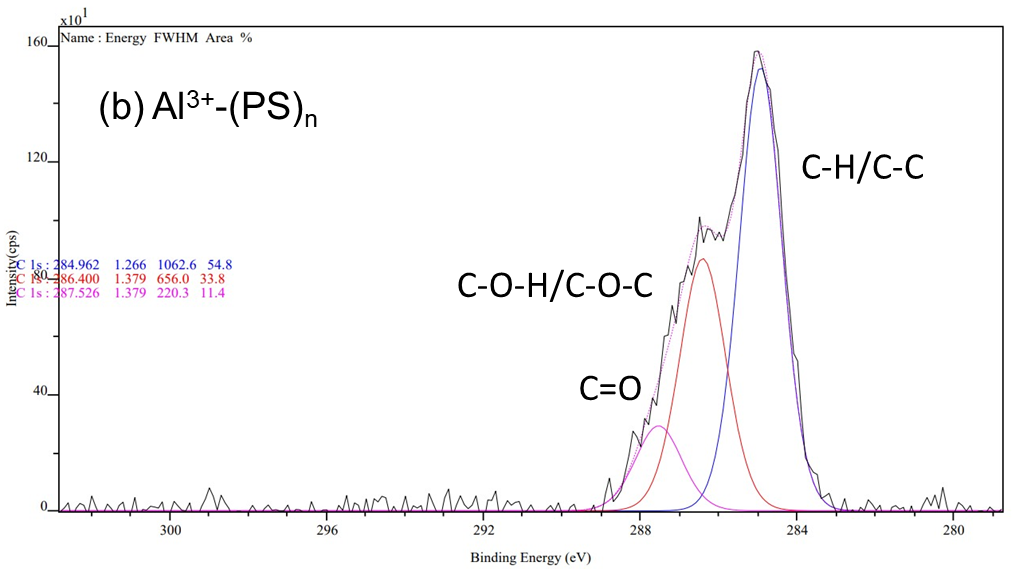 x10¹
160
Name : Energy FWHM Area %
(b) Al³⁺-(PS)ₙ
C-H/C-C
120
C 1s : 284.962 1.266 1062.6 54.8
80
C 1s : 286.400 1.379 656.0 33.8
C 1s : 287.526 1.379 220.3 11.4
Intensity(cps)
C-O-H/C-O-C
C=O
40
0
300 296 292 288 284 280
Binding Energy (eV)